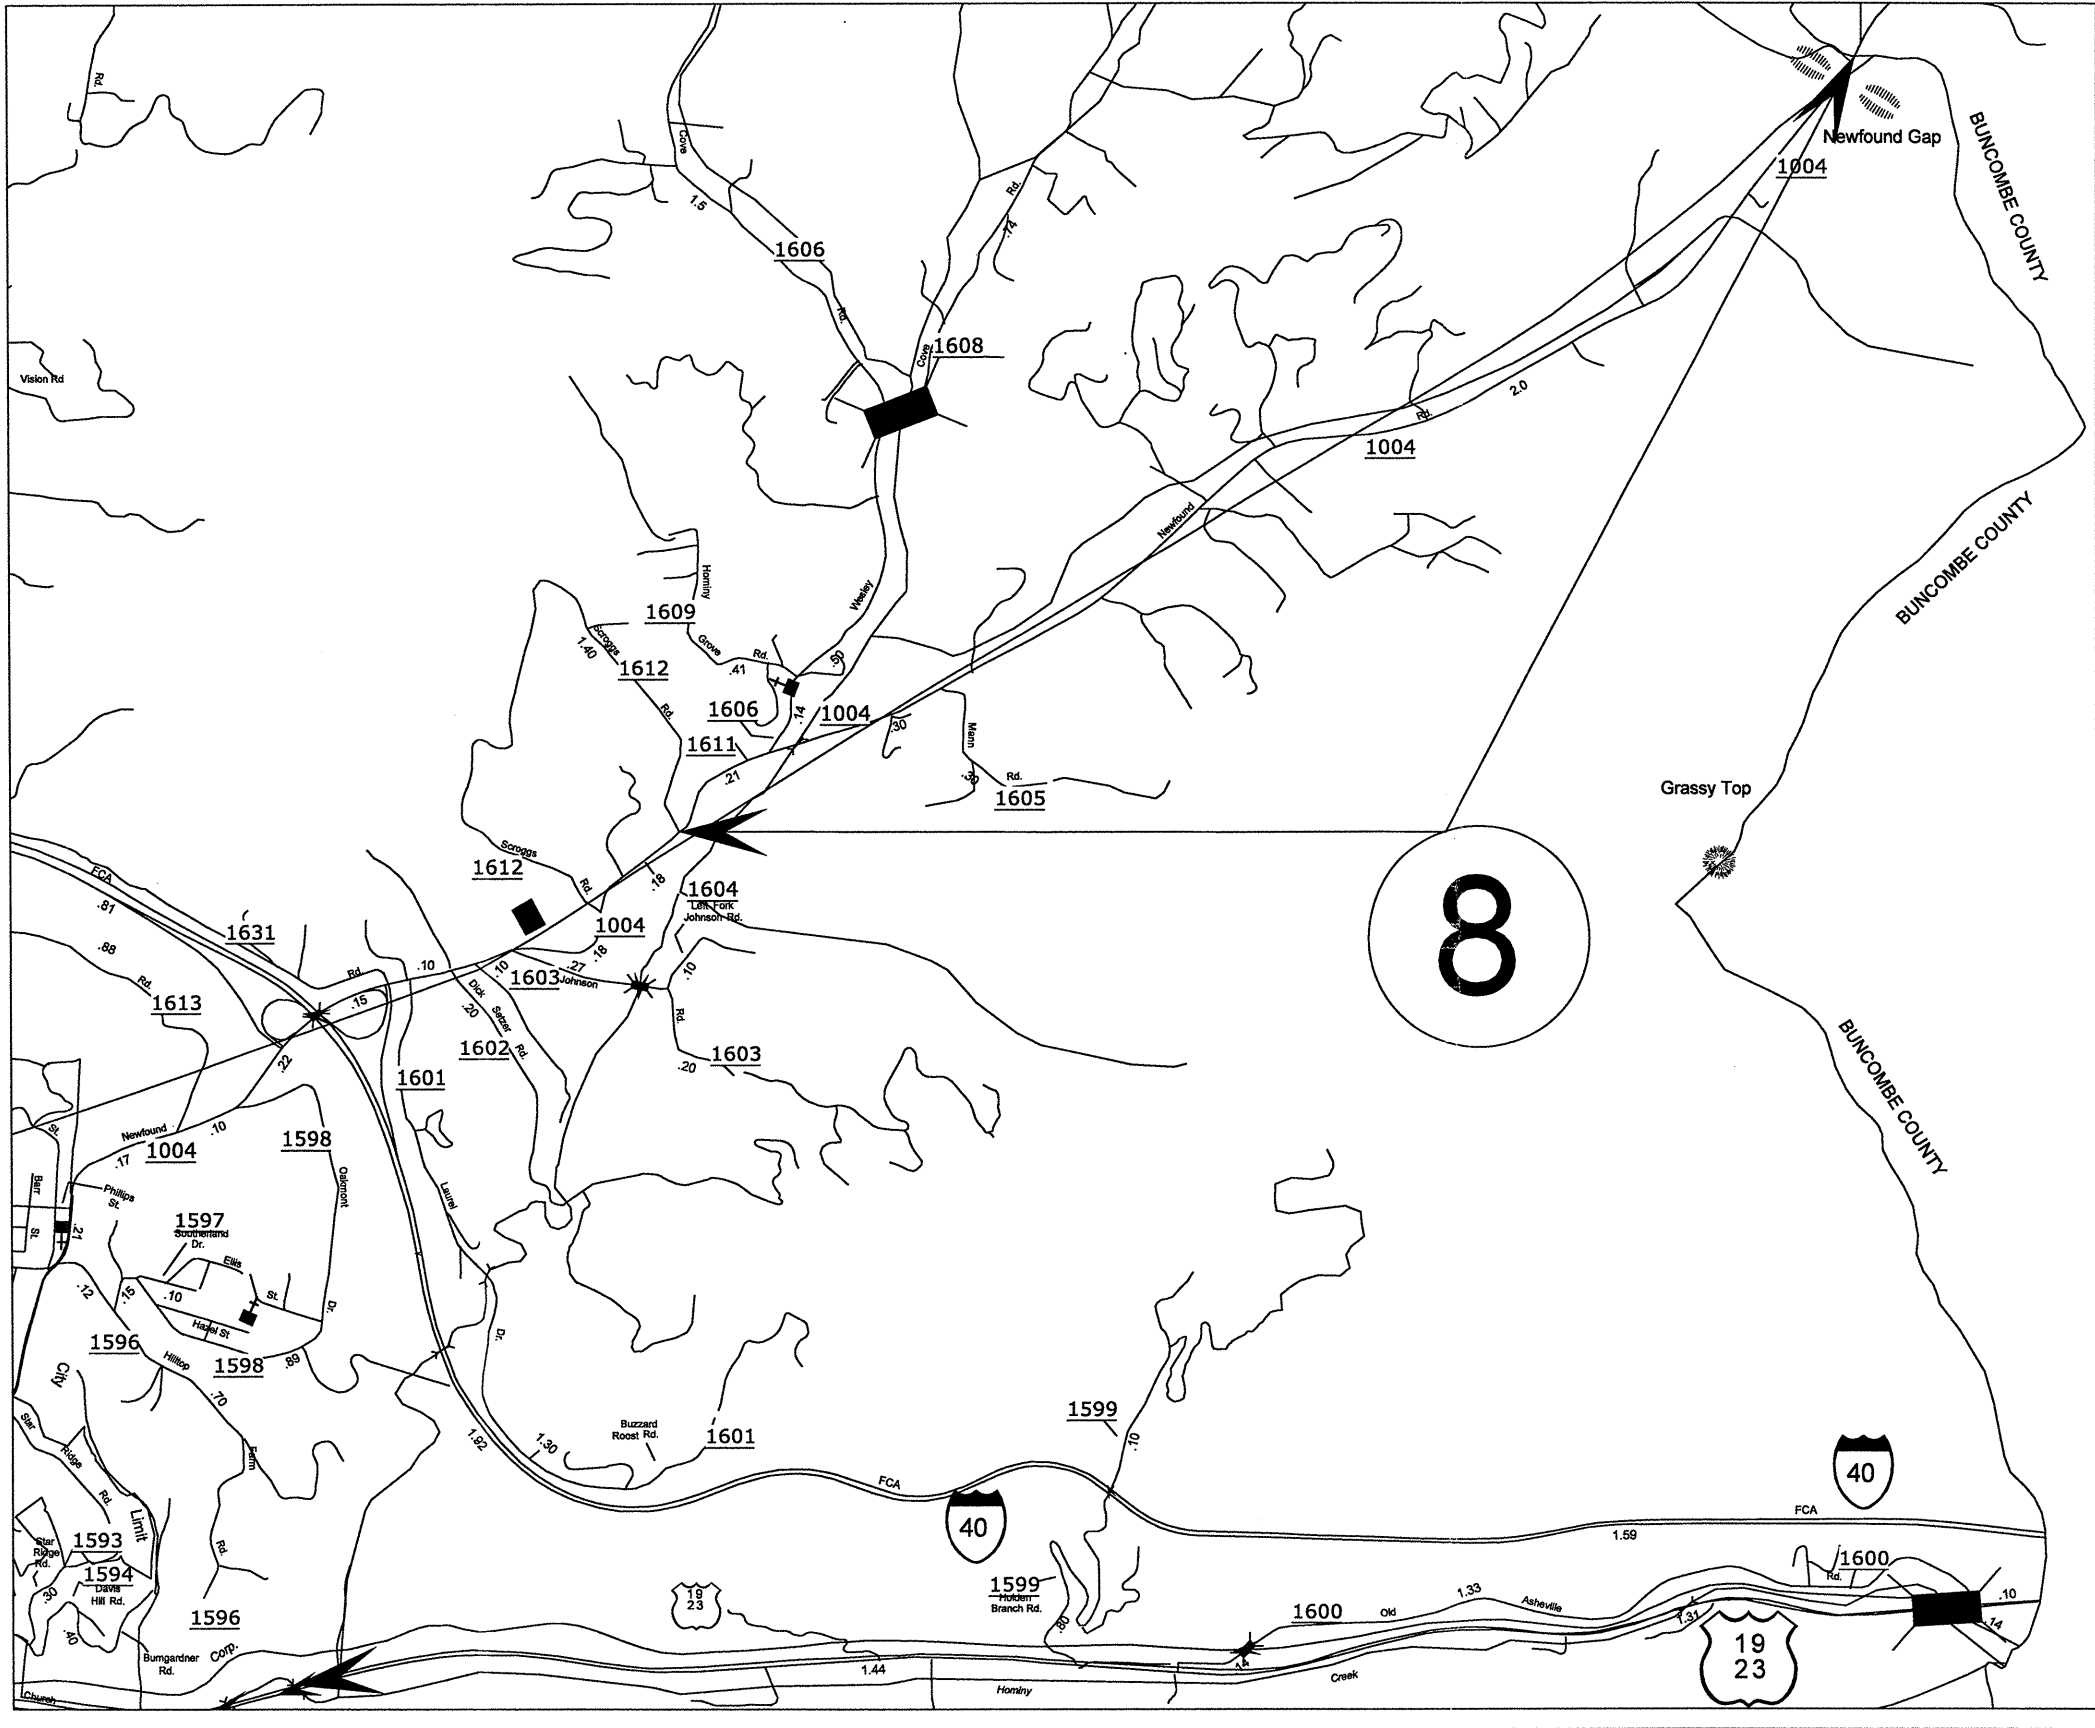 Rd.
Cove
1.5
1606
Rd.
Rd.
.74
Cove
1608
Newfound Gap
1004
BUNCOMBE COUNTY
Vision Rd
2.0
Rd.
1004
Newfound
BUNCOMBE COUNTY
Hominy
1609
Wesley
Scroggs
1.40
1612
Grove
Rd.
.41
.50
Rd.
1606
.14
1004
.30
1611
.21
Mann
.30
Rd.
1605
Grassy Top
Scroggs
1612
Rd.
.18
1604
Left Fork
Johnson Rd.
8
FCA
.81
.88
1631
1004
.18
Rd.
.10
.10
.27
1603
Johnson
.10
Rd.
1613
.15
Dick
.20
Setzer
Rd.
1602
Rd.
1603
.20
.22
1601
BUNCOMBE COUNTY
St.
Newfound
.10
1004
.17
1598
Oakmont
Barr
St.
Phillips
St.
.21
Laurel
1597
Southerland
Dr.
Ellis
St.
.12
.15
.10
Dr.
Hazel St
1596
Hilltop
1598
.89
Dr.
City
.70
Star
Ridge
Rd.
Farm
1.92
1.30
Buzzard
Roost Rd.
1601
1599
.10
FCA
40
40
FCA
1.59
Limit
1593
Star
Ridge
Rd.
1594
Davis
Hill Rd.
.30
.40
Rd.
1596
Bumgardner
Rd.
Corp.
Church
19
23
1.44
Hominy
1599
Holden
Branch Rd.
.80
.14
1600
Old
1.33
Asheville
Creek
1.31
Rd.
1600
.10
.14
19
23